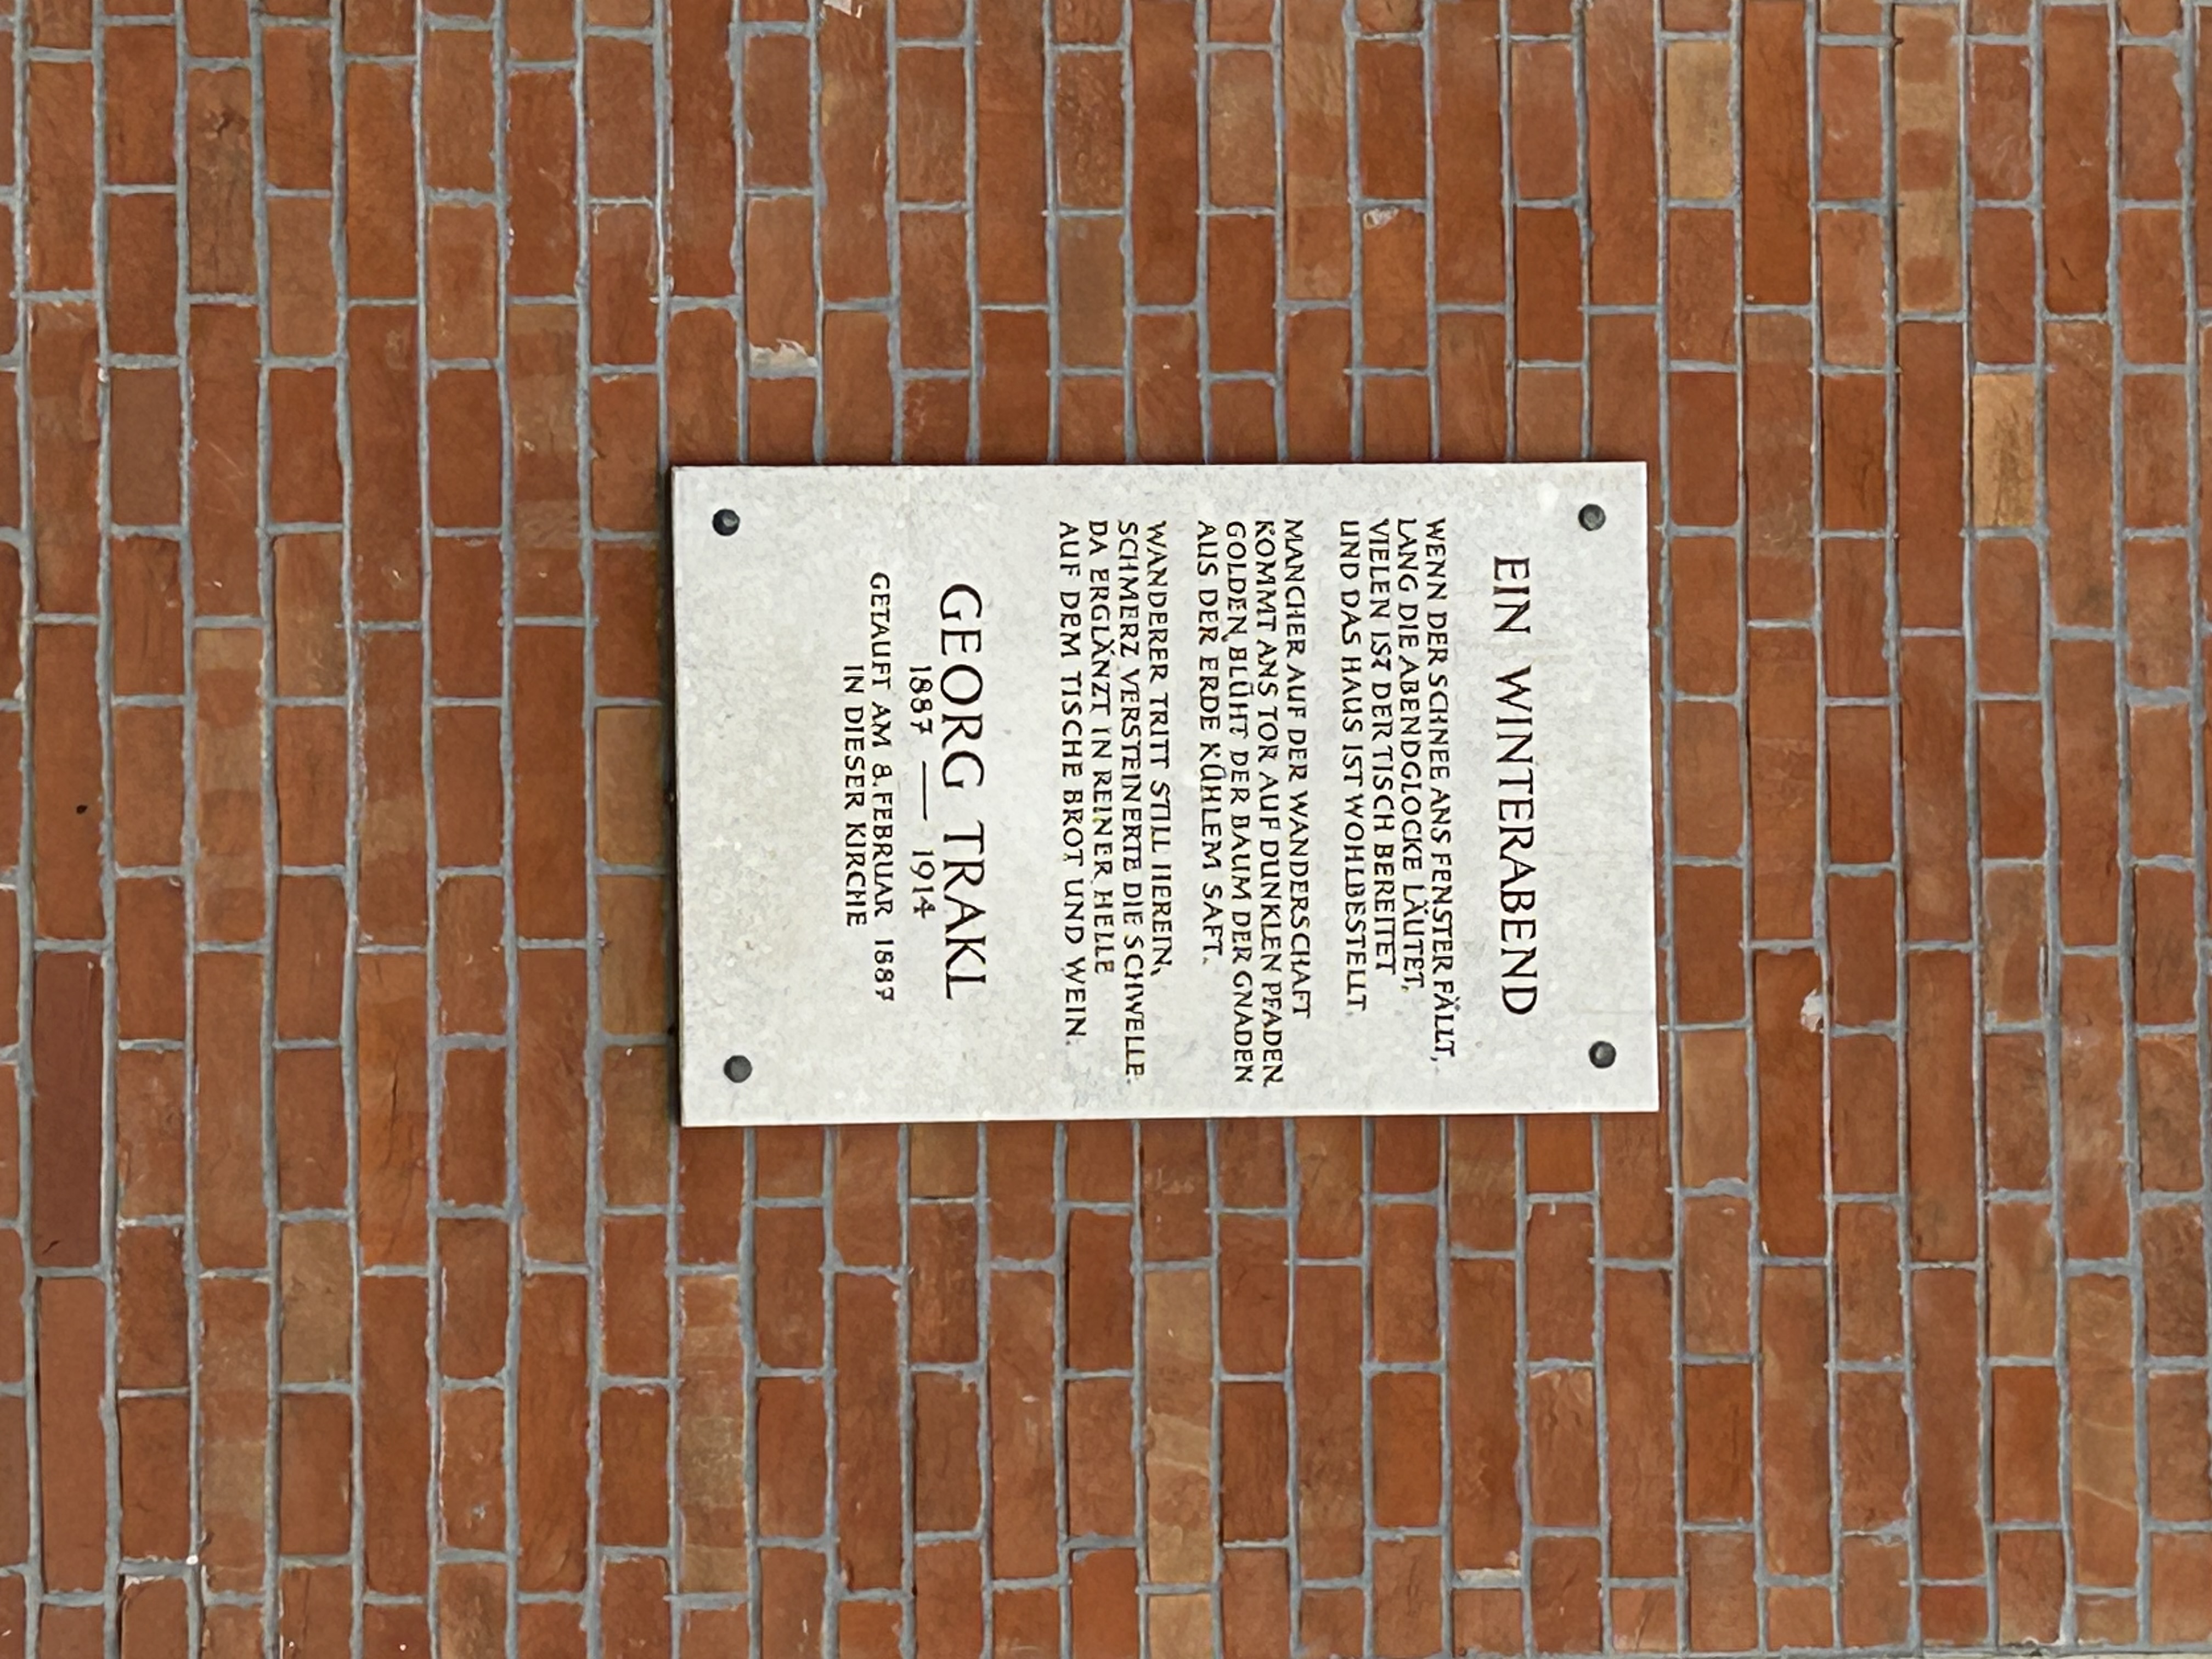 EIN WINTERABEND
WENN DER SCHNEE ANS FENSTER FÄLLT,
LANG DIE ABENDGLOCKE LÄUTET,
VIELEN IST DER TISCH BEREITET
UND DAS HAUS IST WOHLBESTELLT.
MANCHER AUF DER WANDERSCHAFT
KOMMT ANS TOR AUF DUNKLEN PFADEN.
GOLDEN BLÜHT DER BAUM DER GNADEN
AUS DER ERDE KÜHLEM SAFT.
WANDERER TRITT STILL HEREIN,
SCHMERZ VERSTEINERTE DIE SCHWELLE.
DA ERGLÄNZT IN REINER HELLE
AUF DEM TISCHE BROT UND WEIN.
GEORG TRAKL
1887 — 1914
GETAUFT AM 8. FEBRUAR 1887
IN DIESER KIRCHE